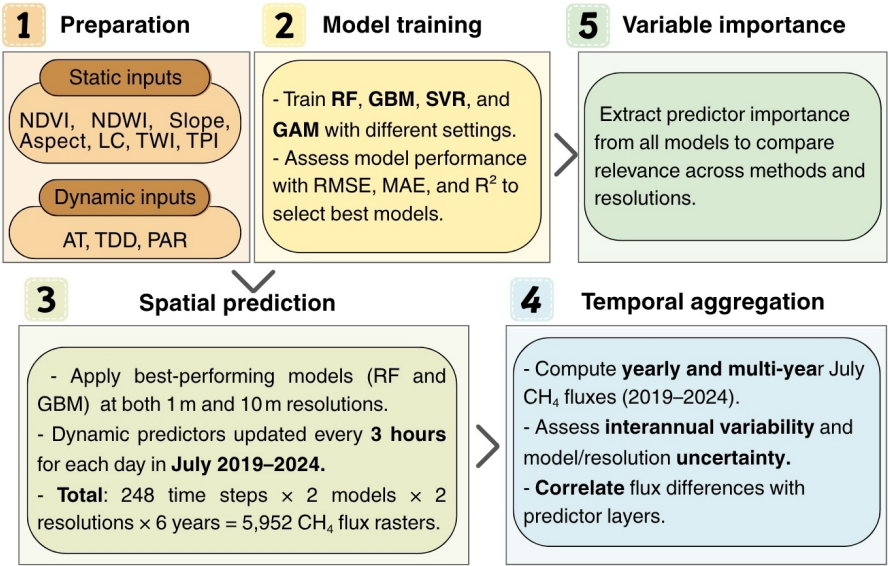 1 Preparation
Static inputs
NDVI, NDWI, Slope,
Aspect, LC, TWI, TPI
Dynamic inputs
AT, TDD, PAR
2 Model training
- Train RF, GBM, SVR, and
GAM with different settings.
- Assess model performance
with RMSE, MAE, and R² to
select best models.
5 Variable importance
Extract predictor importance
from all models to compare
relevance across methods and
resolutions.
3 Spatial prediction
- Apply best-performing models (RF and
GBM) at both 1 m and 10 m resolutions.
- Dynamic predictors updated every 3 hours
for each day in July 2019–2024.
- Total: 248 time steps × 2 models × 2
resolutions × 6 years = 5,952 CH₄ flux rasters.
4 Temporal aggregation
- Compute yearly and multi-year July
CH₄ fluxes (2019–2024).
- Assess interannual variability and
model/resolution uncertainty.
- Correlate flux differences with
predictor layers.